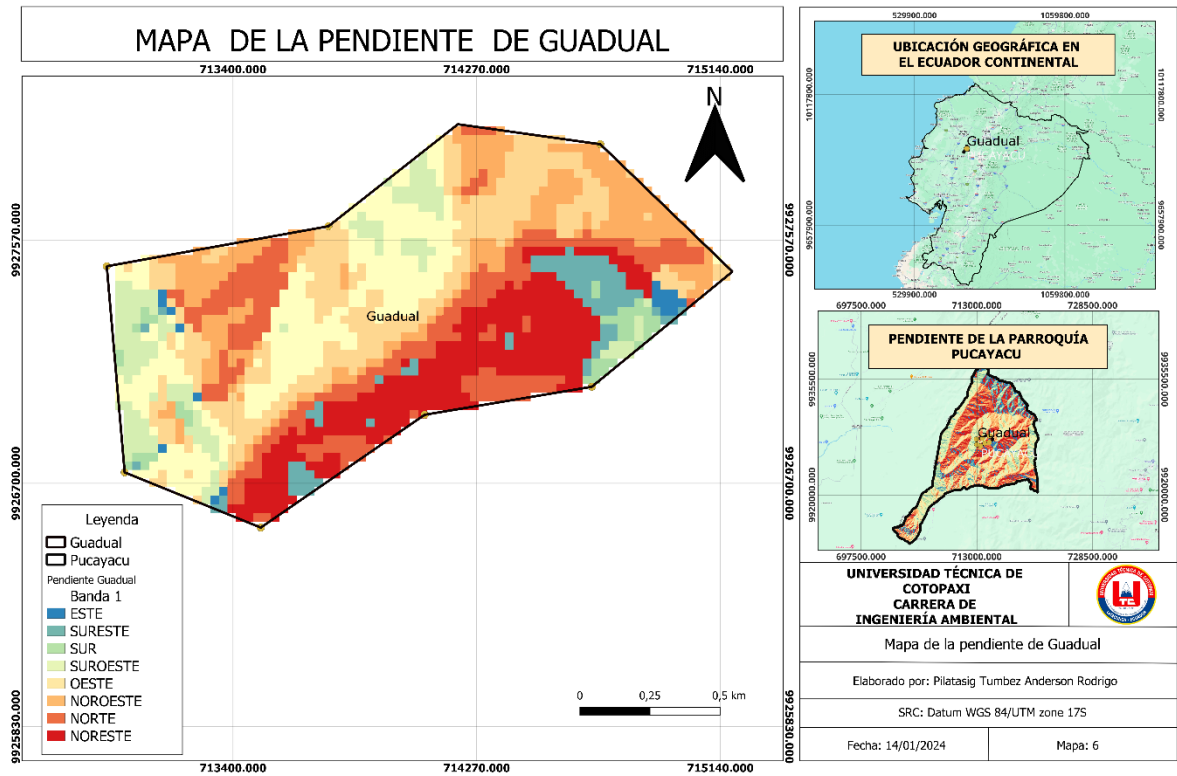 MAPA DE LA PENDIENTE DE GUADUAL
713400.000
714270.000
715140.000
N
9927570.000
9927570.000
Guadual
9926700.000
9926700.000
Leyenda
Guadual
Pucayacu
Pendiente Guadual
Banda 1
ESTE
SURESTE
SUR
SUROESTE
OESTE
NOROESTE
NORTE
NORESTE
0
0,25
0,5 km
9925830.000
9925830.000
713400.000
714270.000
715140.000
529900.000
1059800.000
UBICACIÓN GEOGRÁFICA EN
EL ECUADOR CONTINENTAL
10117800.000
10117800.000
Guadual
9657900.000
9657900.000
529900.000
1059800.000
697500.000
713000.000
728500.000
PENDIENTE DE LA PARROQUÍA
PUCAYACU
9935500.000
9935500.000
Guadual
9920000.000
9920000.000
697500.000
713000.000
728500.000
UNIVERSIDAD TÉCNICA DE
COTOPAXI
CARRERA DE
INGENIERÍA AMBIENTAL
Mapa de la pendiente de Guadual
Elaborado por: Pilatasig Tumbez Anderson Rodrigo
SRC: Datum WGS 84/UTM zone 17S
Fecha: 14/01/2024
Mapa: 6